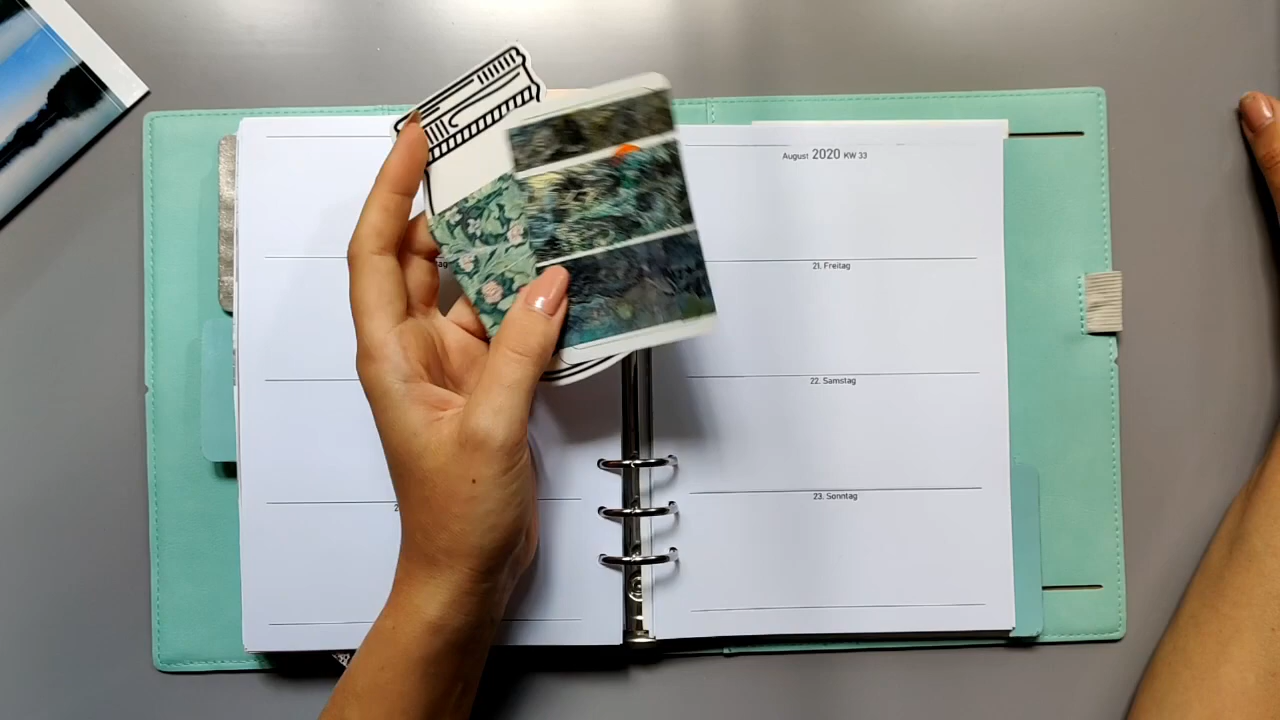 August 2020 KW 33
21. Freitag
22. Samstag
23. Sonntag